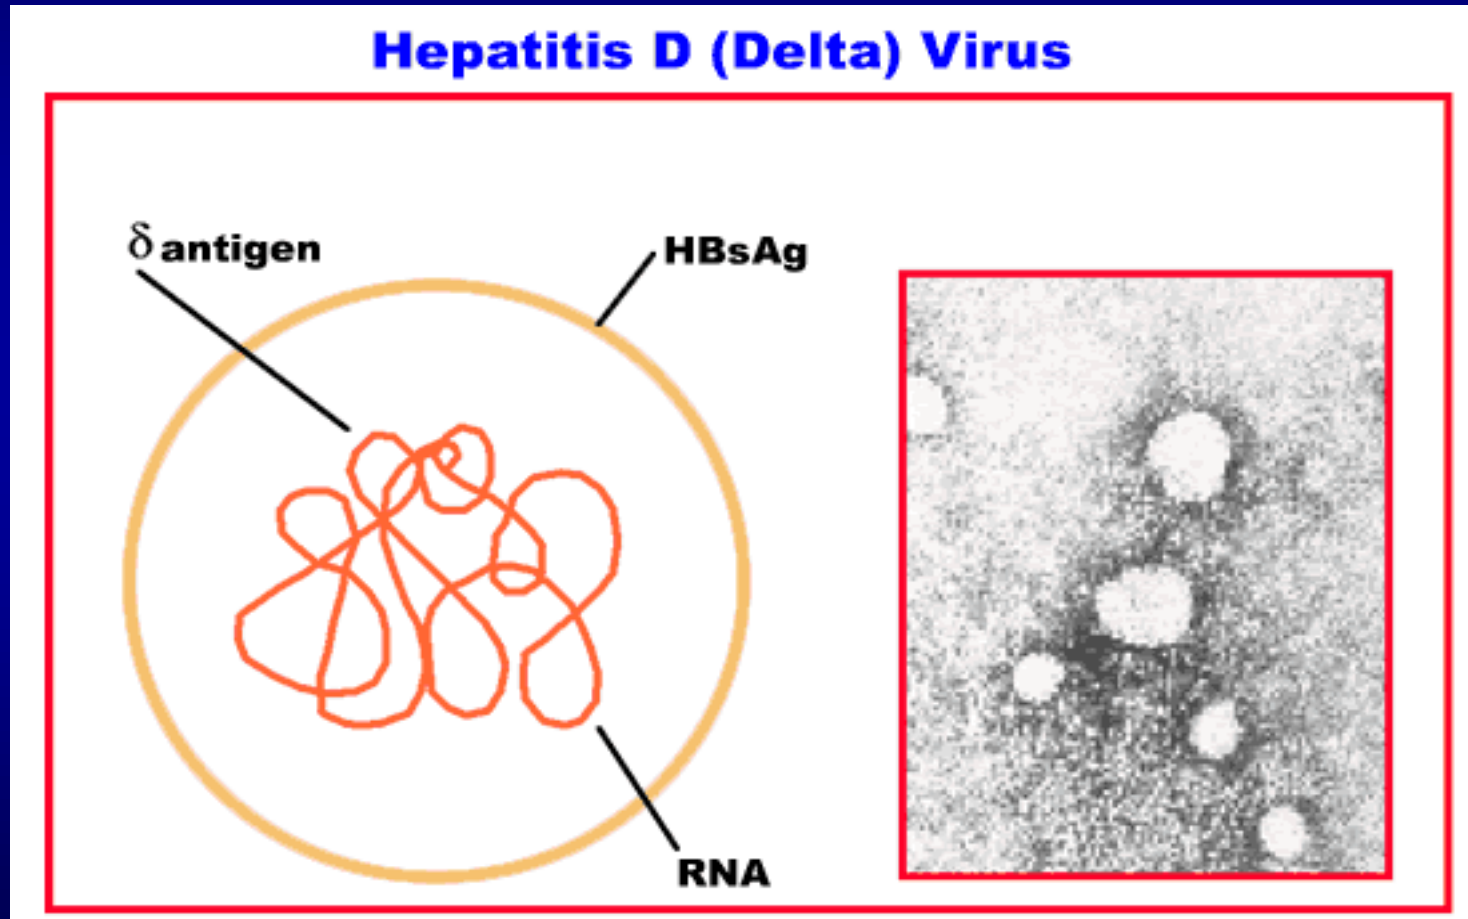 Hepatitis D (Delta) Virus
δ antigen
HBsAg
RNA